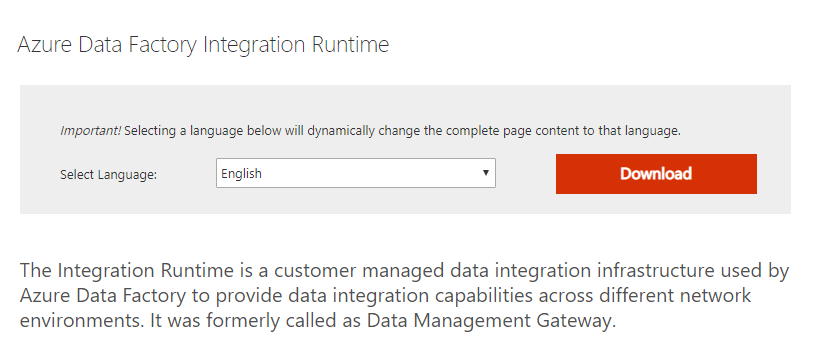 Azure Data Factory Integration Runtime
Important! Selecting a language below will dynamically change the complete page content to that language.
Select Language:
English
Download
The Integration Runtime is a customer managed data integration infrastructure used by
Azure Data Factory to provide data integration capabilities across different network
environments. It was formerly called as Data Management Gateway.